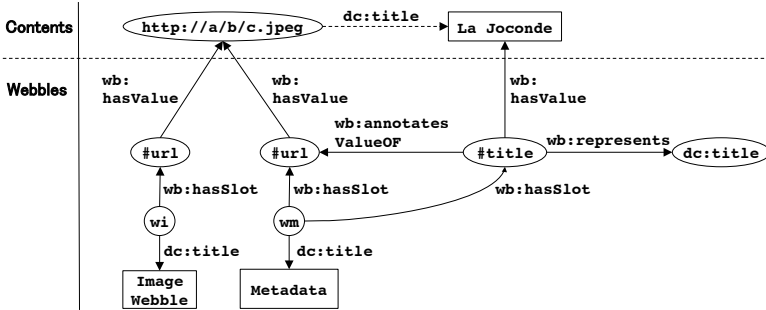 Contents
http://a/b/c.jpeg
dc:title
La Joconde
Webbles
wb:
hasValue
wb:
hasValue
wb:
hasValue
wb:annotates
ValueOF
#url
#url
#title
wb:represents
dc:title
wb:hasSlot
wb:hasSlot
wb:hasSlot
wi
wm
dc:title
dc:title
Image
Webble
Metadata